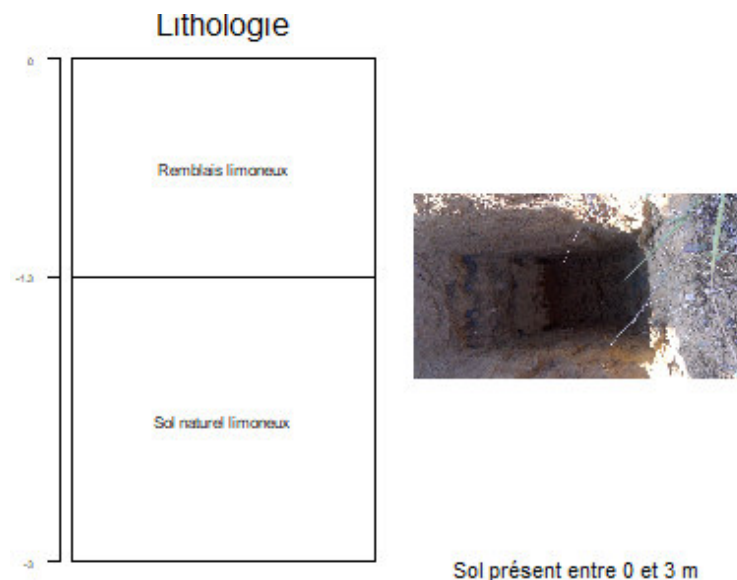 Lithologie
0
Remblais limoneux
-1.3
Sol naturel limoneux
-3
Sol présent entre 0 et 3 m